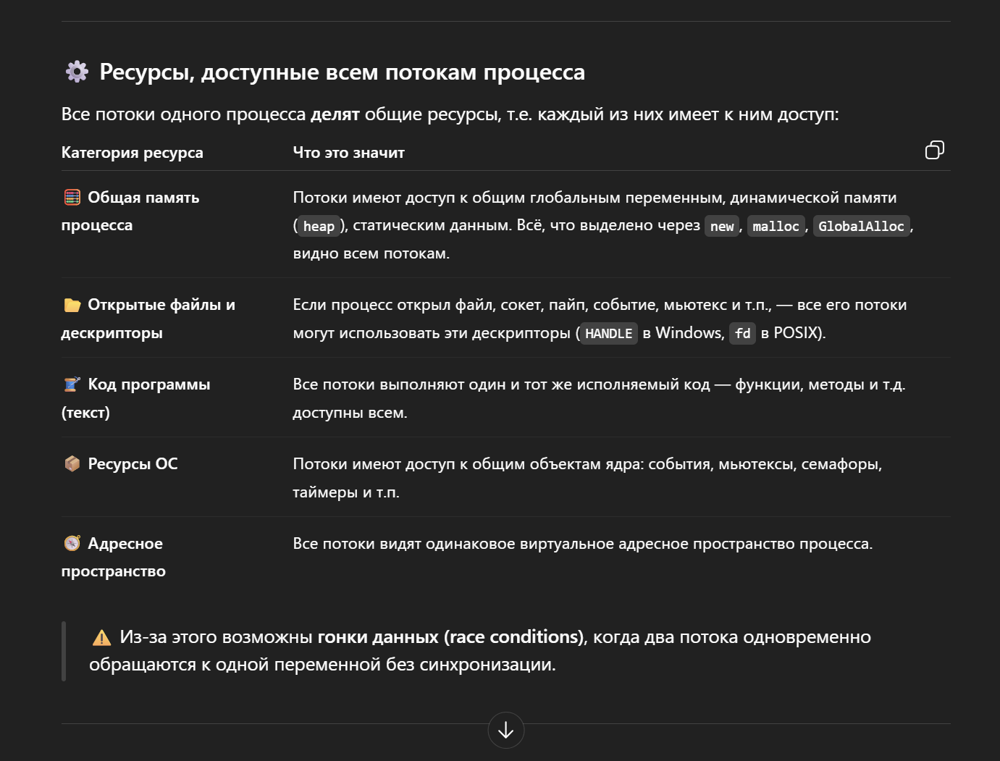 ⚙️ Ресурсы, доступные всем потокам процесса
Все потоки одного процесса делят общие ресурсы, т.е. каждый из них имеет к ним доступ:
Категория ресурса
Что это значит
🧮 Общая память
процесса
Потоки имеют доступ к общим глобальным переменным, динамической памяти
(heap), статическим данным. Всё, что выделено через new, malloc, GlobalAlloc,
видно всем потокам.
📂 Открытые файлы и
дескрипторы
Если процесс открыл файл, сокет, пайп, событие, мьютекс и т.п., — все его потоки
могут использовать эти дескрипторы (HANDLE в Windows, fd в POSIX).
🧵 Код программы
(текст)
Все потоки выполняют один и тот же исполняемый код — функции, методы и т.д.
доступны всем.
📦 Ресурсы ОС
Потоки имеют доступ к общим объектам ядра: события, мьютексы, семафоры,
таймеры и т.п.
🧭 Адресное
пространство
Все потоки видят одинаковое виртуальное адресное пространство процесса.
⚠️ Из-за этого возможны гонки данных (race conditions), когда два потока одновременно
обращаются к одной переменной без синхронизации.